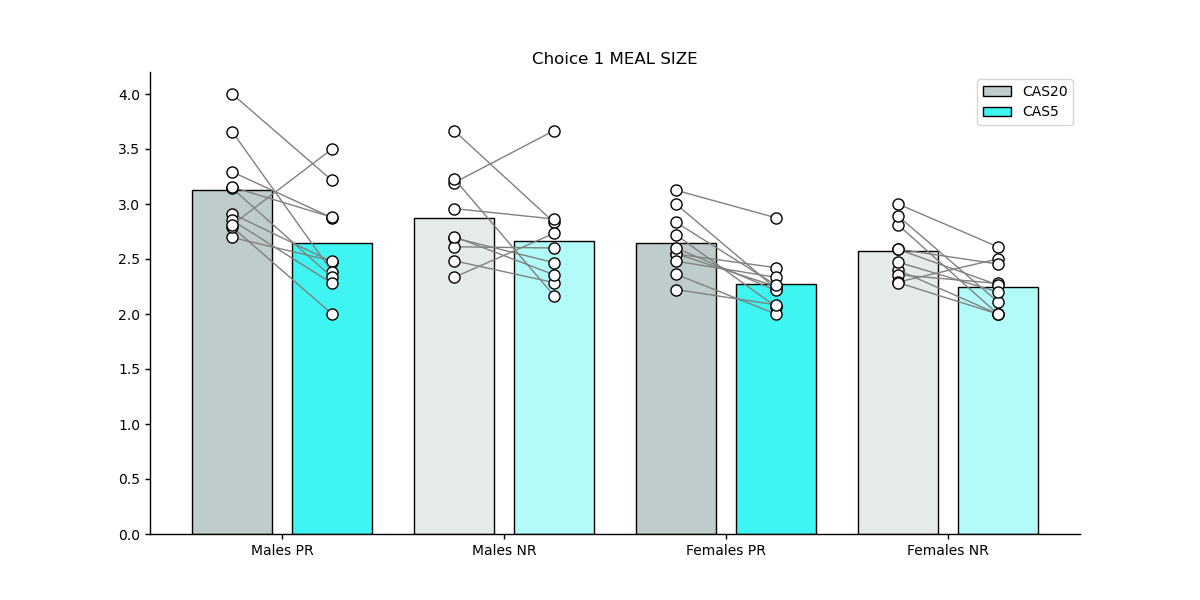 Choice 1 MEAL SIZE
CAS20
CAS5
4.0
3.5
3.0
2.5
2.0
1.5
1.0
0.5
0.0
Males PR
Males NR
Females PR
Females NR